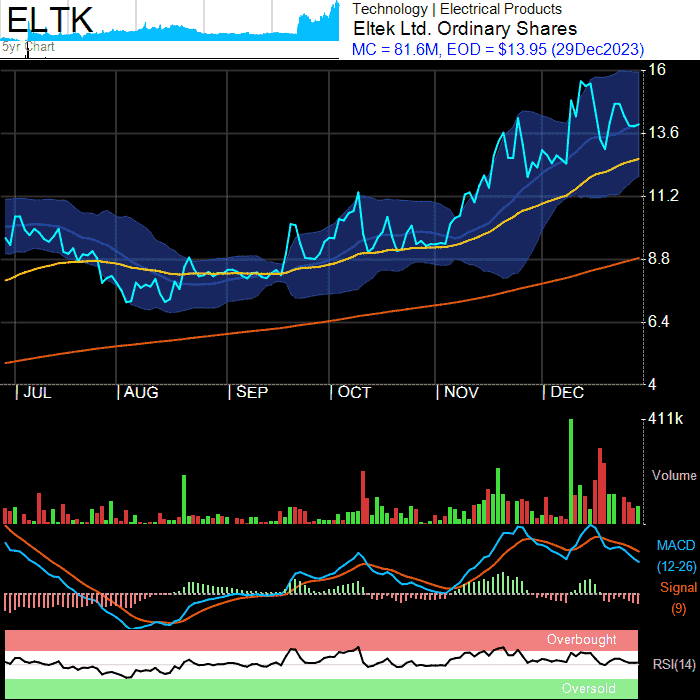 ELTK
5yr Chart
Technology | Electrical Products
Eltek Ltd. Ordinary Shares
MC = 81.6M, EOD = $13.95 (29Dec2023)
16
13.6
11.2
8.8
6.4
4
JUL AUG SEP OCT NOV DEC
411k
Volume
MACD
(12-26)
Signal
(9)
Overbought
RSI(14)
Oversold